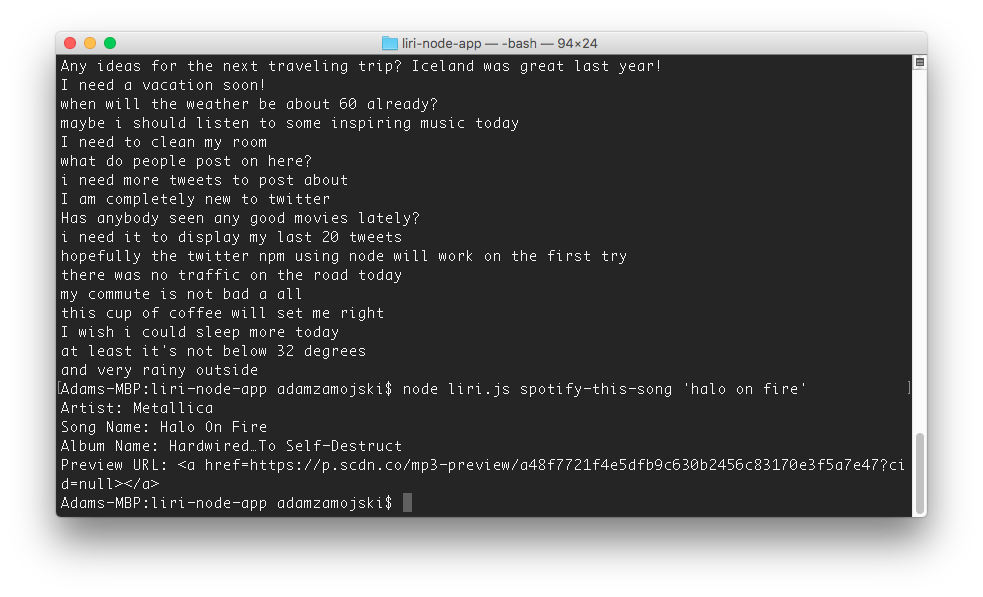 liri-node-app — -bash — 94×24
Any ideas for the next traveling trip? Iceland was great last year!
I need a vacation soon!
when will the weather be about 60 already?
maybe i should listen to some inspiring music today
I need to clean my room
what do people post on here?
i need more tweets to post about
I am completely new to twitter
Has anybody seen any good movies lately?
i need it to display my last 20 tweets
hopefully the twitter npm using node will work on the first try
there was no traffic on the road today
my commute is not bad a all
this cup of coffee will set me right
I wish i could sleep more today
at least it's not below 32 degrees
and very rainy outside
[Adams-MBP:liri-node-app adamzamojski$ node liri.js spotify-this-song 'halo on fire' ]
Artist: Metallica
Song Name: Halo On Fire
Album Name: Hardwired…To Self-Destruct
Preview URL: <a href=https://p.scdn.co/mp3-preview/a48f7721f4e5dfb9c630b2456c83170e3f5a7e47?ci
d=null></a>
Adams-MBP:liri-node-app adamzamojski$